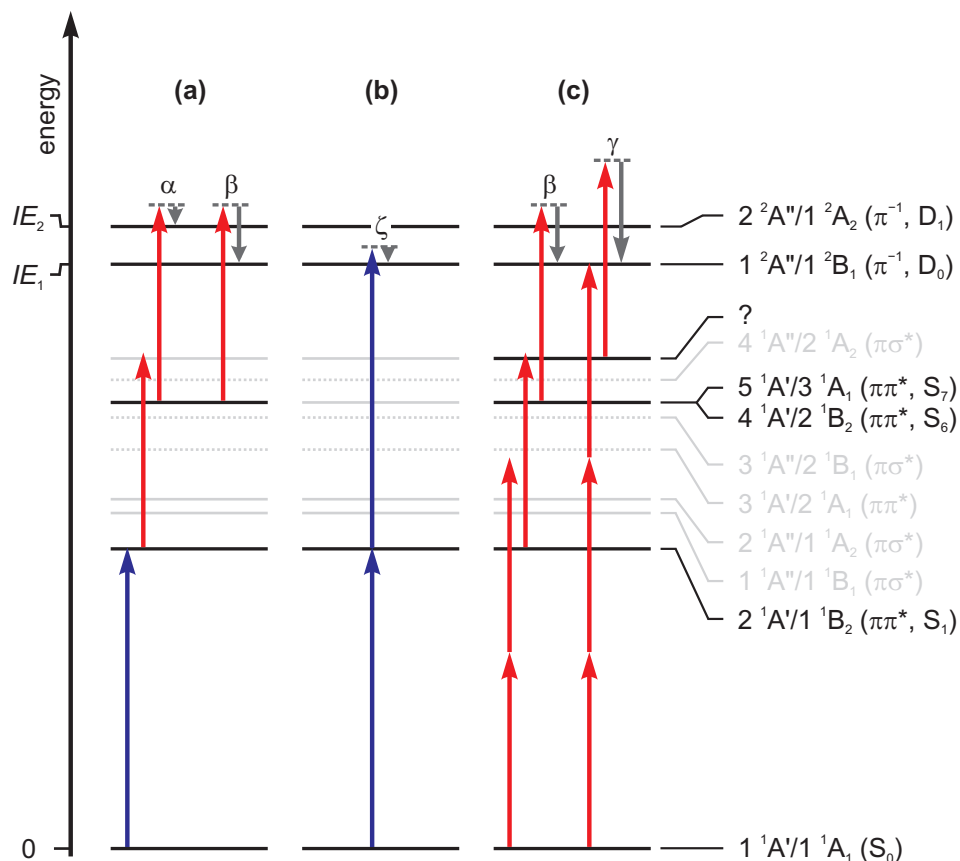 energy
(a)
(b)
(c)
γ
α
β
β
ζ
IE₂
IE₁
0
2 ²A"/1 ²A₂ (π⁻¹, D₁)
1 ²A"/1 ²B₁ (π⁻¹, D₀)
?
4 ¹A"/2 ¹A₂ (πσ*)
5 ¹A'/3 ¹A₁ (ππ*, S₇)
4 ¹A'/2 ¹B₂ (ππ*, S₆)
3 ¹A"/2 ¹B₁ (πσ*)
3 ¹A'/2 ¹A₁ (ππ*)
2 ¹A"/1 ¹A₂ (πσ*)
1 ¹A"/1 ¹B₁ (πσ*)
2 ¹A'/1 ¹B₂ (ππ*, S₁)
1 ¹A'/1 ¹A₁ (S₀)